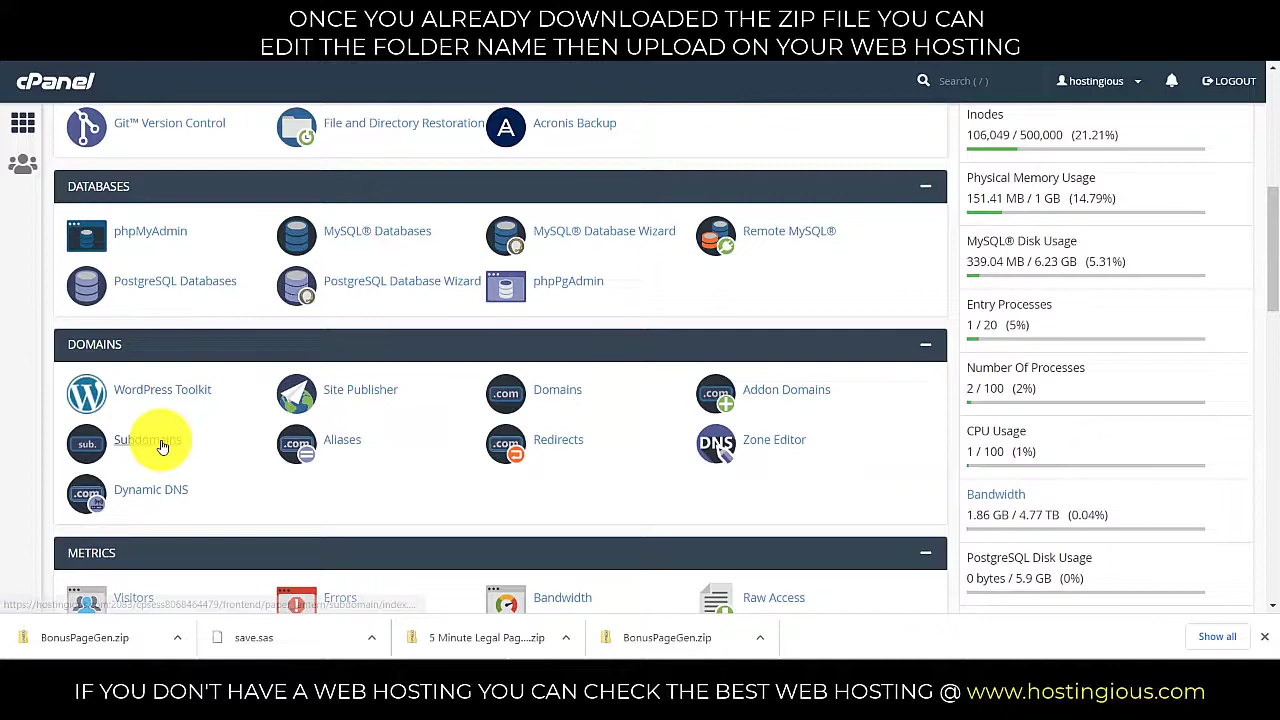 ONCE YOU ALREADY DOWNLOADED THE ZIP FILE YOU CAN
EDIT THE FOLDER NAME THEN UPLOAD ON YOUR WEB HOSTING
cPanel
Search ( / )
hostingious
LOGOUT
Git™ Version Control
File and Directory Restoration
Acronis Backup
DATABASES
phpMyAdmin
MySQL® Databases
MySQL® Database Wizard
Remote MySQL®
PostgreSQL Databases
PostgreSQL Database Wizard
phpPgAdmin
DOMAINS
WordPress Toolkit
Site Publisher
.com
Domains
.com
Addon Domains
sub.
Subdomains
.com
Aliases
.com
Redirects
DNS
Zone Editor
.com
Dynamic DNS
METRICS
Visitors
Errors
Bandwidth
Raw Access
Inodes
106,049 / 500,000 (21.21%)
Physical Memory Usage
151.41 MB / 1 GB (14.79%)
MySQL® Disk Usage
339.04 MB / 6.23 GB (5.31%)
Entry Processes
1 / 20 (5%)
Number Of Processes
2 / 100 (2%)
CPU Usage
1 / 100 (1%)
Bandwidth
1.86 GB / 4.77 TB (0.04%)
PostgreSQL Disk Usage
0 bytes / 5.9 GB (0%)
BonusPageGen.zip
save.sas
5 Minute Legal Pag....zip
BonusPageGen.zip
Show all
IF YOU DON'T HAVE A WEB HOSTING YOU CAN CHECK THE BEST WEB HOSTING @ www.hostingious.com